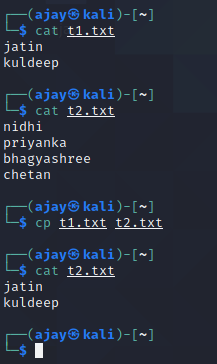 ┌──(ajay㉿kali)-[~]
└─$ cat t1.txt
jatin
kuldeep
┌──(ajay㉿kali)-[~]
└─$ cat t2.txt
nidhi
priyanka
bhagyashree
chetan
┌──(ajay㉿kali)-[~]
└─$ cp t1.txt t2.txt
┌──(ajay㉿kali)-[~]
└─$ cat t2.txt
jatin
kuldeep
┌──(ajay㉿kali)-[~]
└─$